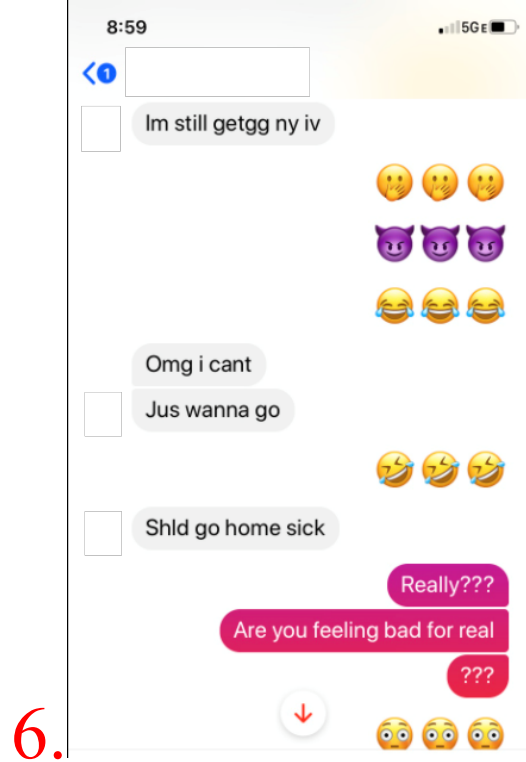 8:59
5GE
1
Im still getgg ny iv
🤭🤭🤭
😈😈😈
😂😂😂
Omg i cant
Jus wanna go
🤣🤣🤣
Shld go home sick
Really???
Are you feeling bad for real
???
😳😳😳
6.